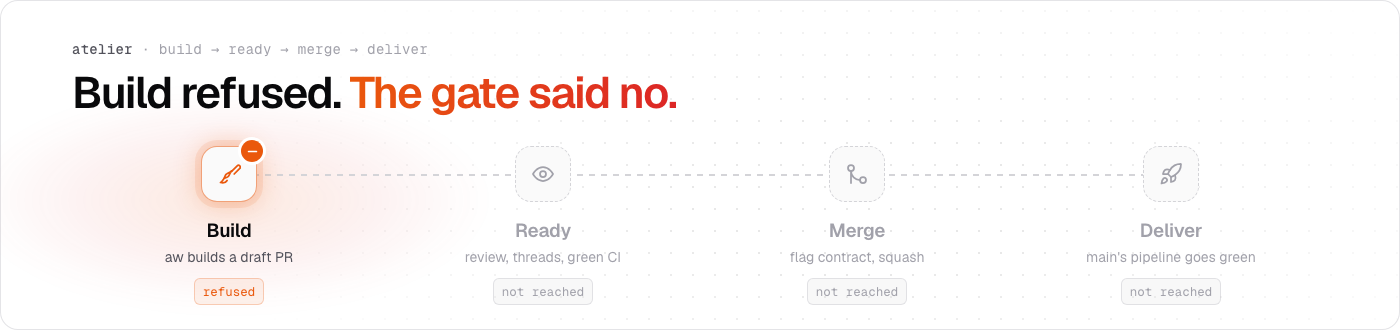 atelier · build → ready → merge → deliver
Build refused. The gate said no.
Build
aw builds a draft PR
refused
Ready
review, threads, green CI
not reached
Merge
flag contract, squash
not reached
Deliver
main's pipeline goes green
not reached